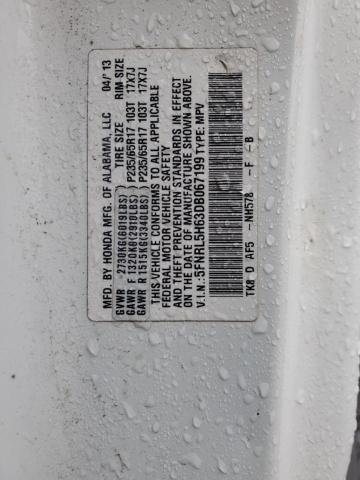 MFD. BY HONDA MFG. OF ALABAMA, LLC 04/'13
TIRE SIZE RIM-SIZE
GVWR 2730KG(6019LBS)
GAWR F 1320KG(2910LBS) P235/65R17 103T 17X7J
GAWR R 1515KG(3340LBS) P235/65R17 103T 17X7J
THIS VEHICLE CONFORMS TO ALL APPLICABLE
FEDERAL MOTOR VEHICLE SAFETY
AND THEFT PREVENTION STANDARDS IN EFFECT
ON THE DATE OF MANUFACTURE SHOWN ABOVE.
V.I.N.:5FNRL5H63DB067199 TYPE: MPV
TK8 D AF5 -NH578 -F -B